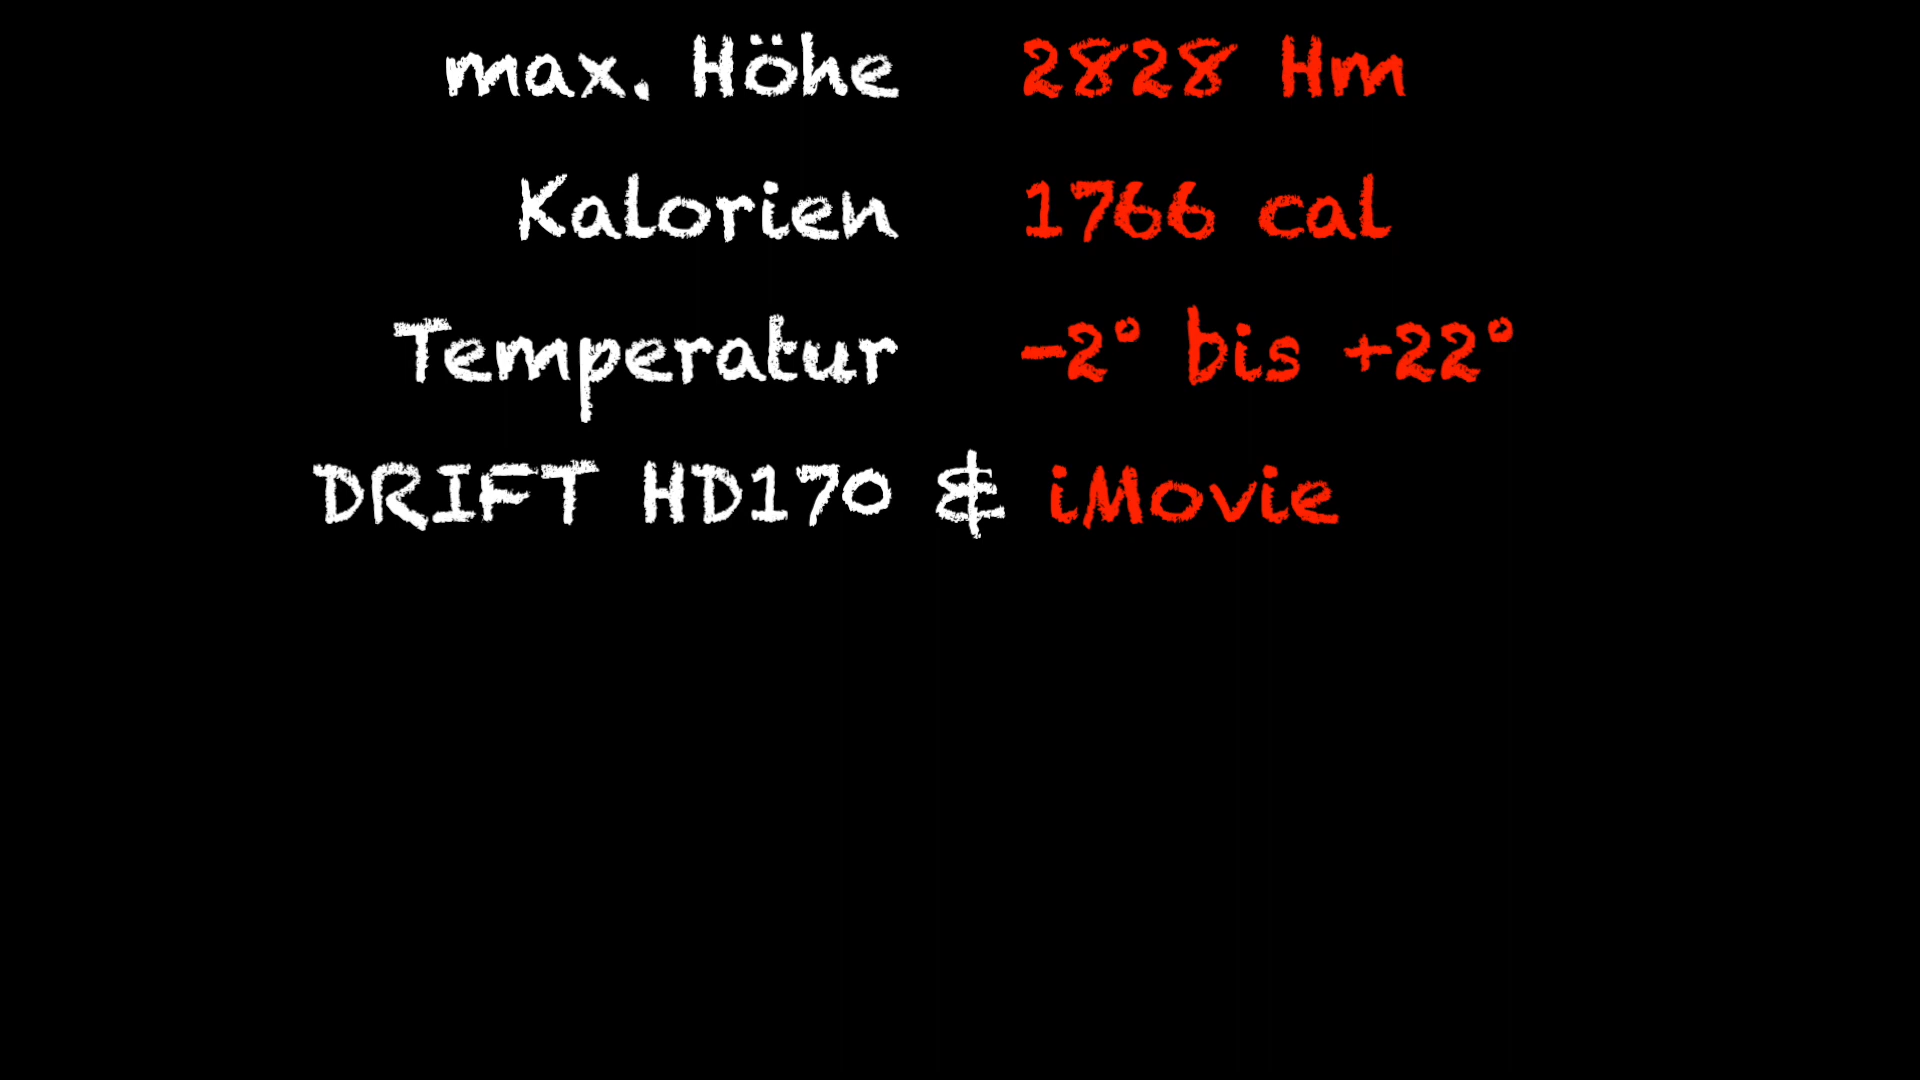 max. Höhe 2828 Hm
Kalorien 1766 cal
Temperatur -2° bis +22°
DRIFT HD170 & iMovie